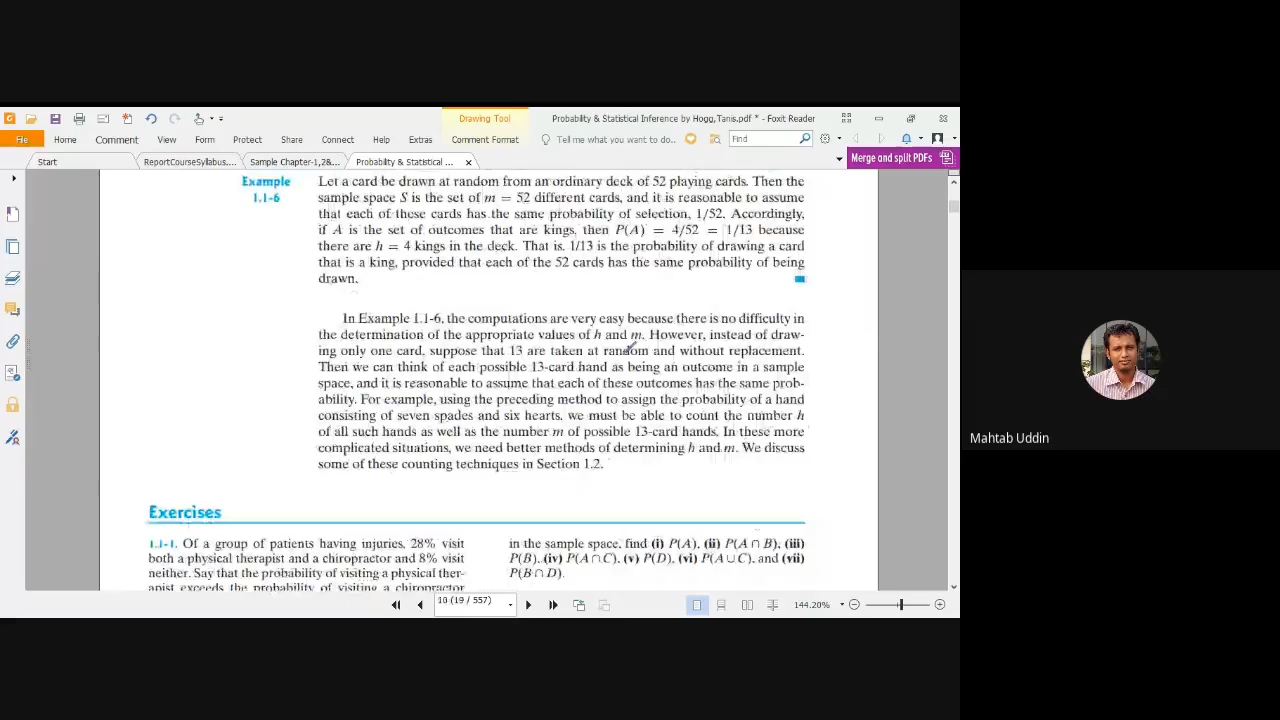 Drawing Tool
Probability & Statistical Inference by Hogg,Tanis.pdf * - Foxit Reader
File
Home
Comment
View
Form
Protect
Share
Connect
Help
Extras
Comment Format
Tell me what you want to do..
Find
Start
ReportCourseSyllabus....
Sample Chapter-1,2&...
Probability & Statistical ...
Merge and split PDFs
Example
1.1-6
Let a card be drawn at random from an ordinary deck of 52 playing cards. Then the
sample space S is the set of m = 52 different cards, and it is reasonable to assume
that each of these cards has the same probability of selection, 1/52. Accordingly,
if A is the set of outcomes that are kings, then P(A) = 4/52 = 1/13 because
there are h = 4 kings in the deck. That is, 1/13 is the probability of drawing a card
that is a king, provided that each of the 52 cards has the same probability of being
drawn.
In Example 1.1-6, the computations are very easy because there is no difficulty in
the determination of the appropriate values of h and m. However, instead of draw-
ing only one card, suppose that 13 are taken at random and without replacement.
Then we can think of each possible 13-card hand as being an outcome in a sample
space, and it is reasonable to assume that each of these outcomes has the same prob-
ability. For example, using the preceding method to assign the probability of a hand
consisting of seven spades and six hearts, we must be able to count the number h
of all such hands as well as the number m of possible 13-card hands. In these more
complicated situations, we need better methods of determining h and m. We discuss
some of these counting techniques in Section 1.2.
Exercises
1.1-1. Of a group of patients having injuries, 28% visit
both a physical therapist and a chiropractor and 8% visit
neither. Say that the probability of visiting a physical ther-
apist exceeds the probability of visiting a chiropractor
in the sample space, find (i) P(A), (ii) P(A ∩ B), (iii)
P(B), (iv) P(A ∩ C), (v) P(D), (vi) P(A ∪ C), and (vii)
P(B ∩ D).
10 (19 / 557)
144.20%
Mahtab Uddin